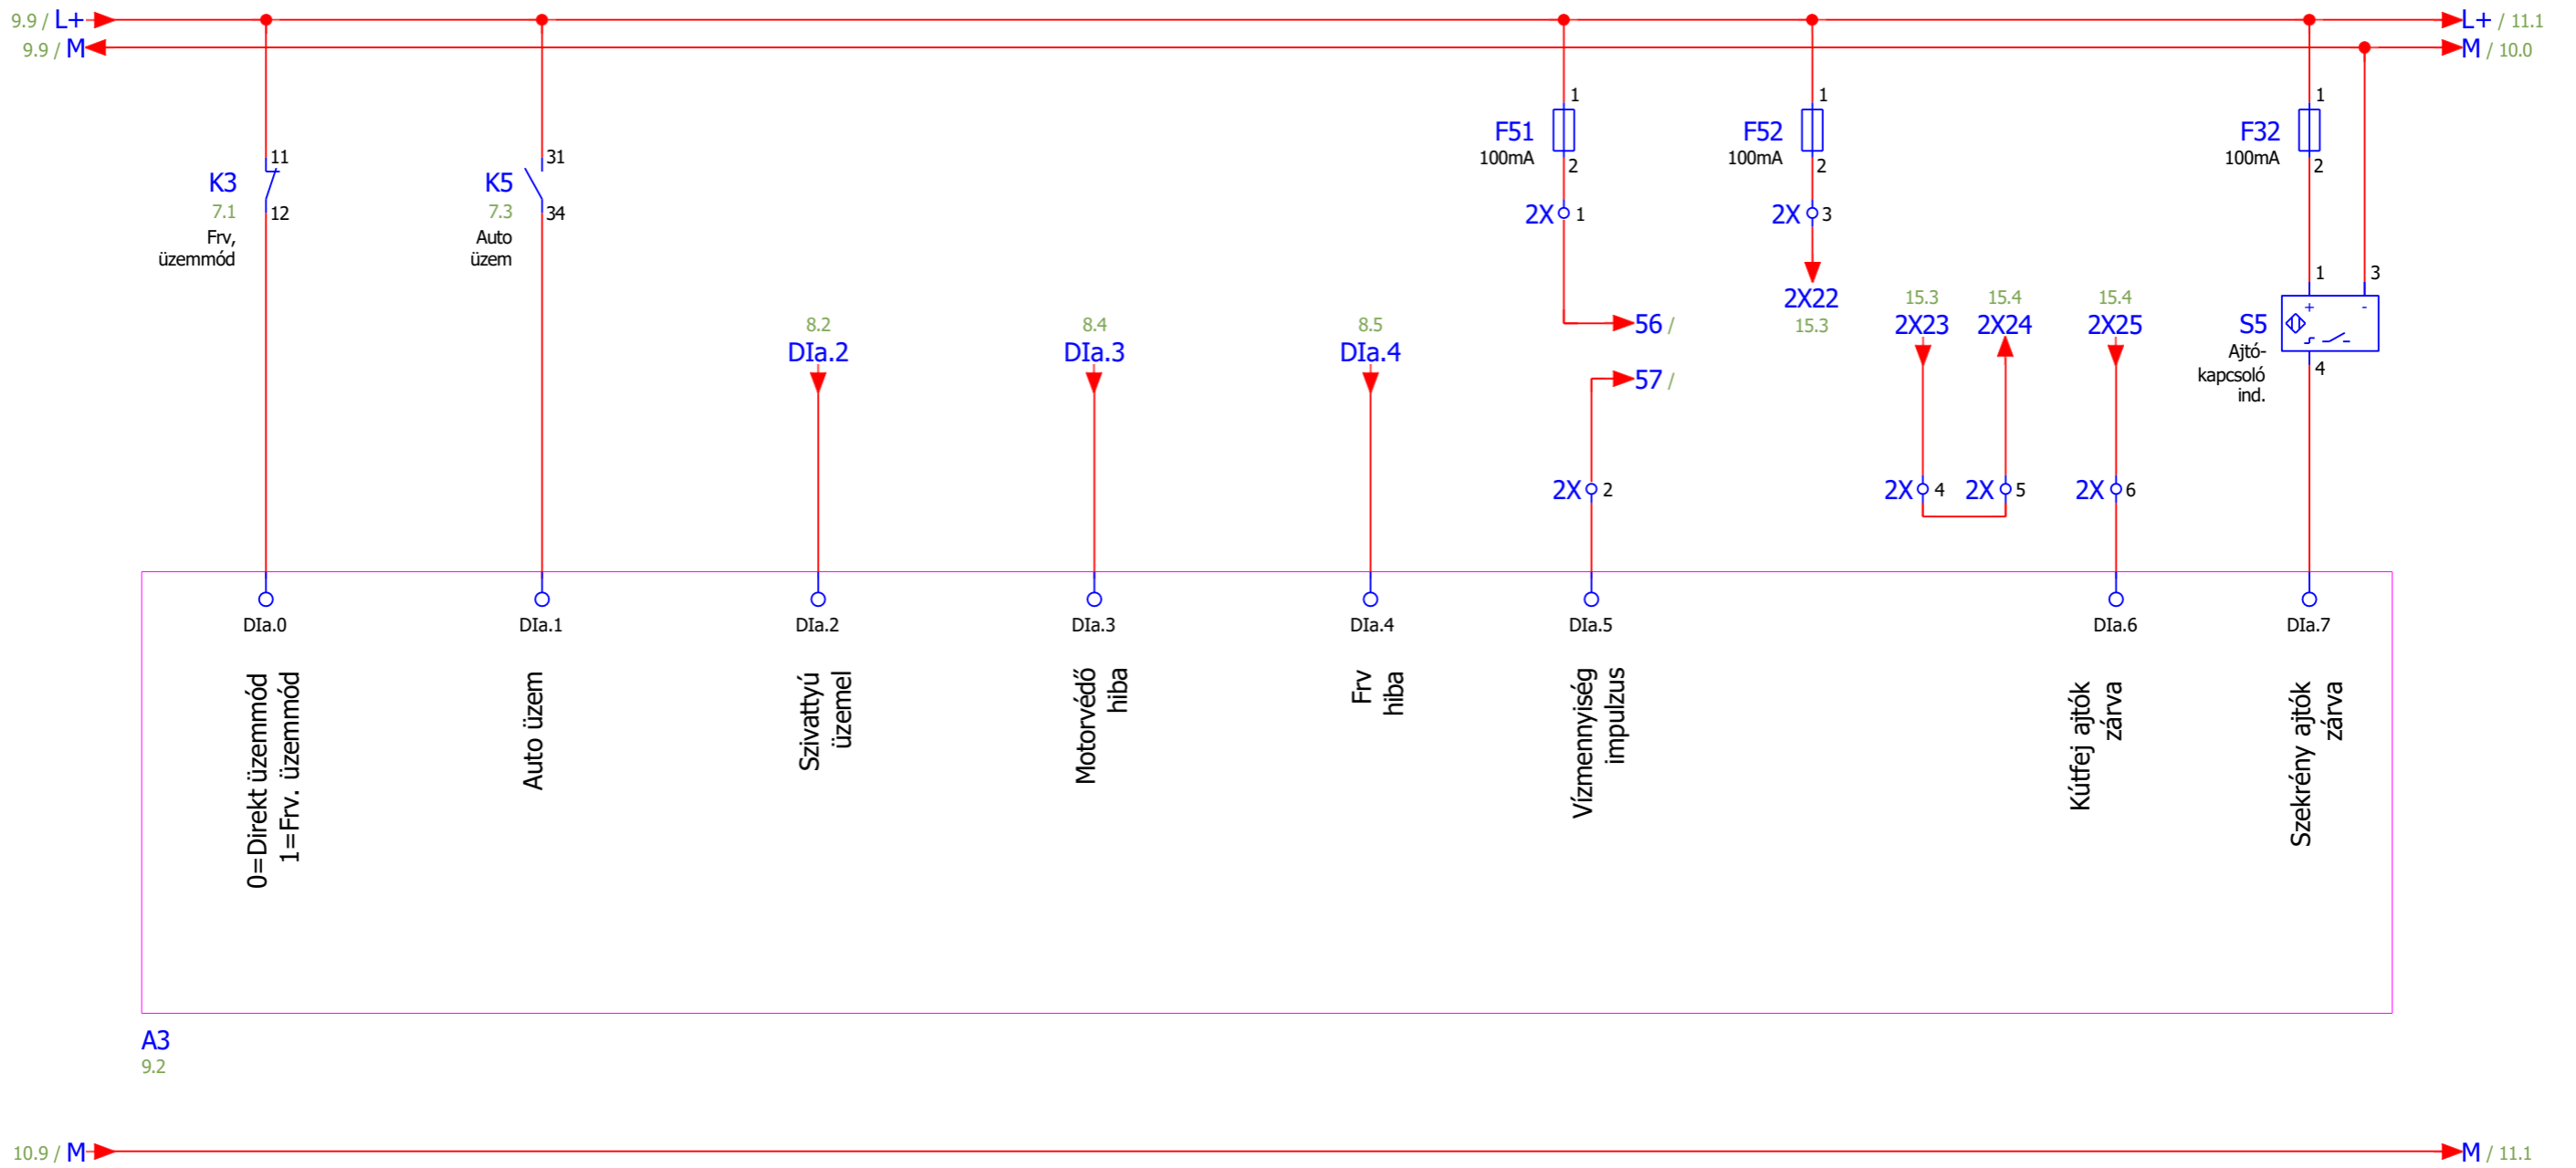 9.9 / L+
L+ / 11.1
9.9 / M
M / 10.0
1
F51
100mA
2
2X 1
1
F52
100mA
2
2X 3
1
F32
100mA
2
11
K3
7.1
12
Frv,
üzemmód
31
K5
7.3
34
Auto
üzem
8.2
DIa.2
8.4
DIa.3
8.5
DIa.4
56 /
57 /
2X22
15.3
15.3
2X23
15.4
2X24
15.4
2X25
1
3
+
-
S5
Ajtó-
kapcsoló
ind.
4
2X 2
2X 4
2X 5
2X 6
DIa.0
DIa.1
DIa.2
DIa.3
DIa.4
DIa.5
DIa.6
DIa.7
0=Direkt üzemmód
1=Frv. üzemmód
Auto üzem
Szivattyú
üzemel
Motorvédő
hiba
Frv
hiba
Vízmennyiség
impulzus
Kútfej ajtók
zárva
Szekrény ajtók
zárva
A3
9.2
10.9 / M
M / 11.1